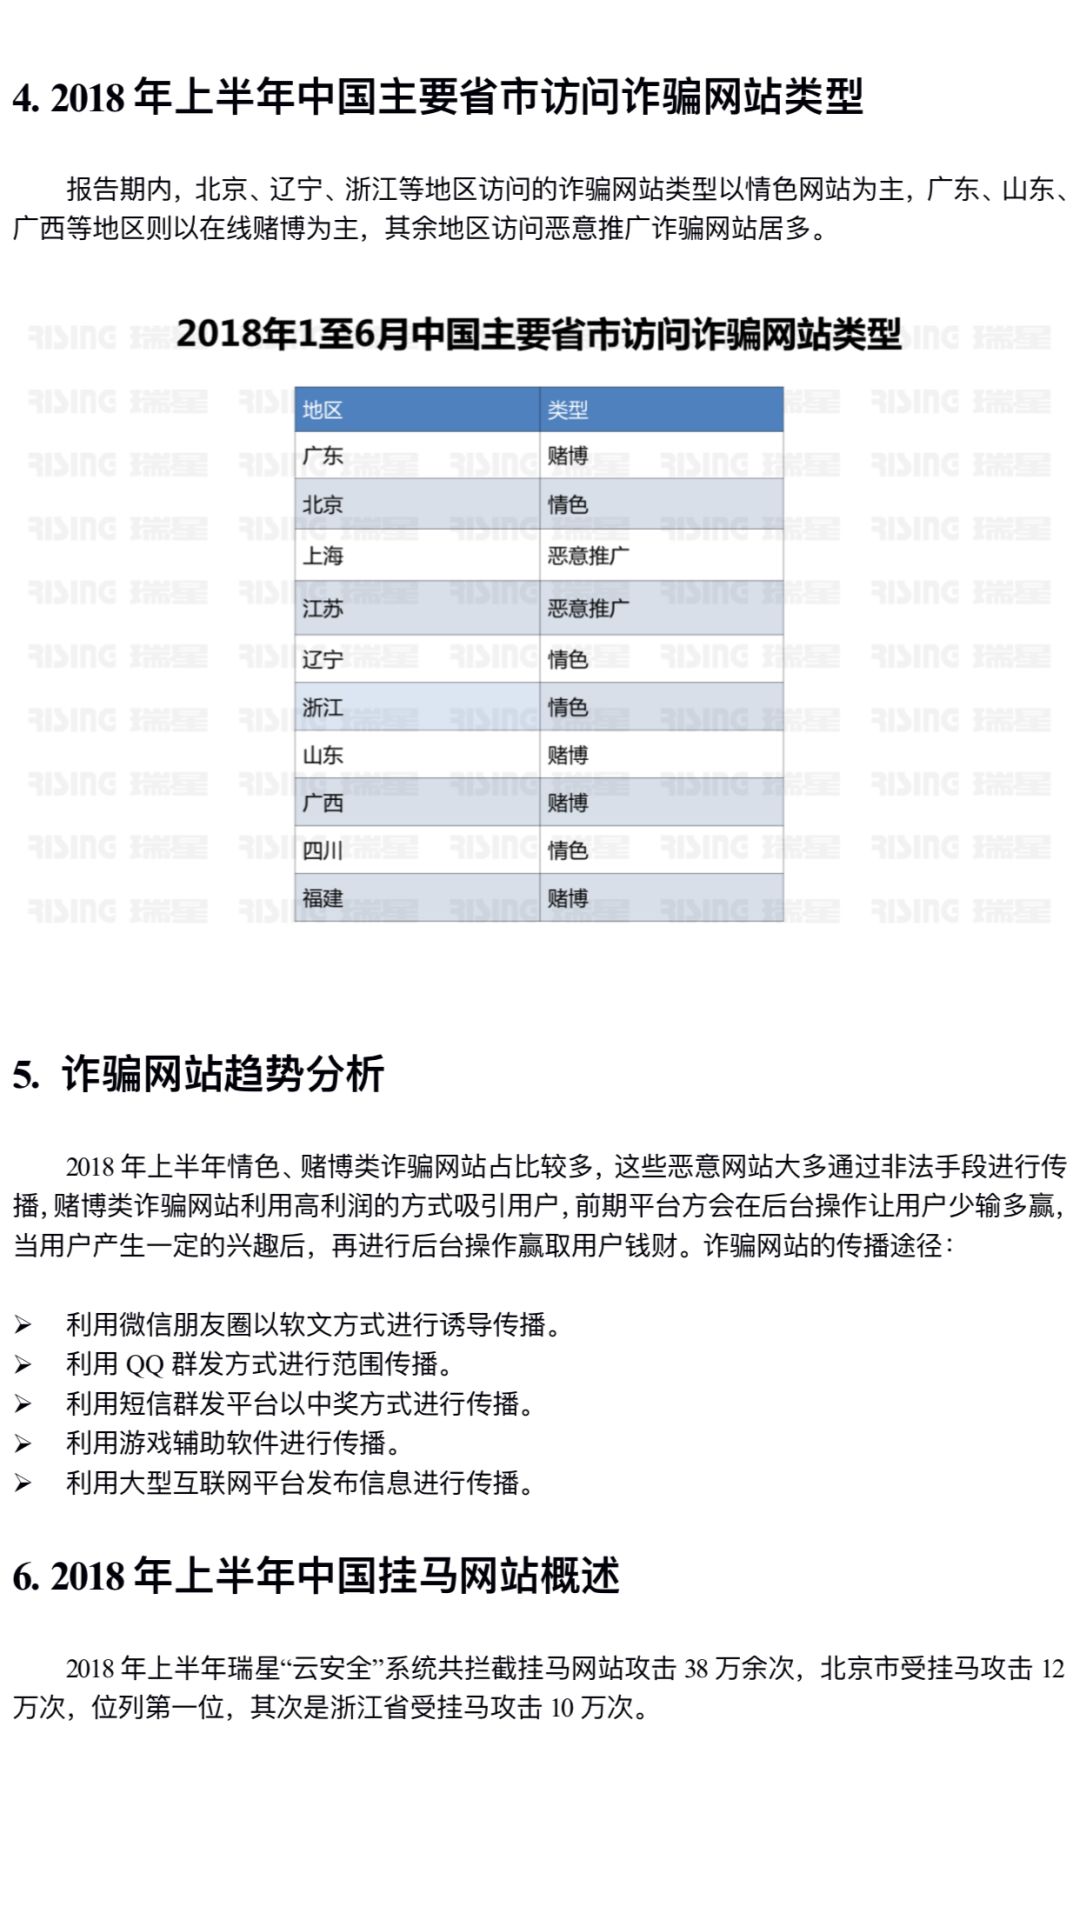 4. 2018 年上半年中国主要省市访问诈骗网站类型
报告期内，北京、辽宁、浙江等地区访问的诈骗网站类型以情色网站为主，广东、山东、
广西等地区则以在线赌博为主，其余地区访问恶意推广诈骗网站居多。
2018年1至6月中国主要省市访问诈骗网站类型
地区 类型
广东 赌博
北京 情色
上海 恶意推广
江苏 恶意推广
辽宁 情色
浙江 情色
山东 赌博
广西 赌博
四川 情色
福建 赌博
RISING 瑞星
5. 诈骗网站趋势分析
2018 年上半年情色、赌博类诈骗网站占比较多，这些恶意网站大多通过非法手段进行传
播，赌博类诈骗网站利用高利润的方式吸引用户，前期平台方会在后台操作让用户少输多赢，
当用户产生一定的兴趣后，再进行后台操作赢取用户钱财。诈骗网站的传播途径：
➢ 利用微信朋友圈以软文方式进行诱导传播。
➢ 利用 QQ 群发方式进行范围传播。
➢ 利用短信群发平台以中奖方式进行传播。
➢ 利用游戏辅助软件进行传播。
➢ 利用大型互联网平台发布信息进行传播。
6. 2018 年上半年中国挂马网站概述
2018 年上半年瑞星“云安全”系统共拦截挂马网站攻击 38 万余次，北京市受挂马攻击 12
万次，位列第一位，其次是浙江省受挂马攻击 10 万次。